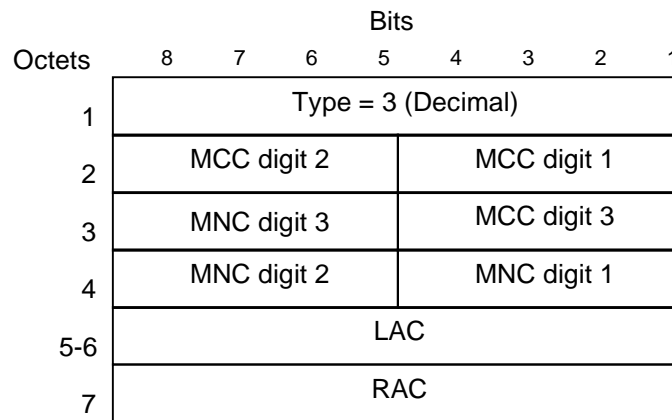 Bits
Octets 8 7 6 5 4 3 2 1
1 Type = 3 (Decimal)
2 MCC digit 2 MCC digit 1
3 MNC digit 3 MCC digit 3
4 MNC digit 2 MNC digit 1
5-6 LAC
7 RAC